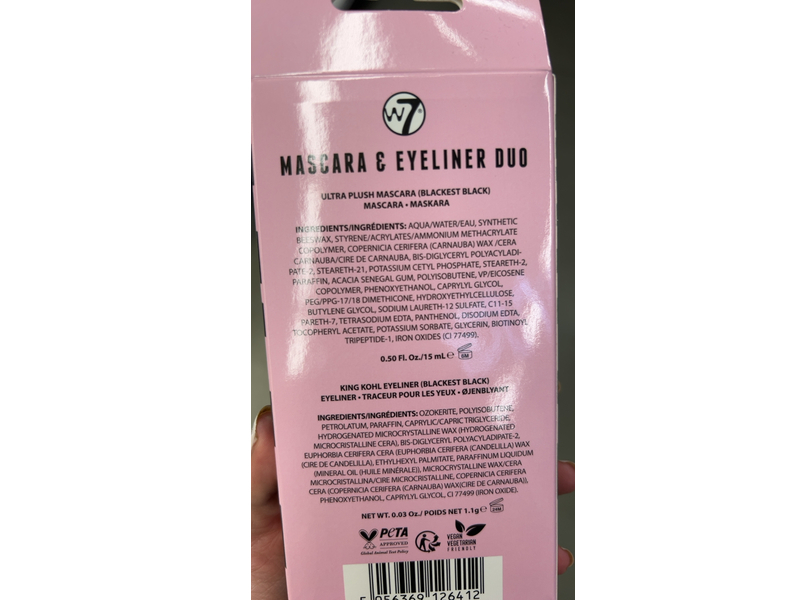 W7
MASCARA & EYELINER DUO
ULTRA PLUSH MASCARA (BLACKEST BLACK)
MASCARA • MASKARA
INGREDIENTS/INGRÉDIENTS: AQUA/WATER/EAU, SYNTHETIC
BEESWAX, STYRENE/ACRYLATES/AMMONIUM METHACRYLATE
COPOLYMER, COPERNICIA CERIFERA (CARNAUBA) WAX /CERA
CARNAUBA/CIRE DE CARNAUBA, BIS-DIGLYCERYL POLYACYLADI-
PATE-2, STEARETH-21, POTASSIUM CETYL PHOSPHATE, STEARETH-2,
PARAFFIN, ACACIA SENEGAL GUM, POLYISOBUTENE, VP/EICOSENE
COPOLYMER, PHENOXYETHANOL, CAPRYLYL GLYCOL,
PEG/PPG-17/18 DIMETHICONE, HYDROXYETHYLCELLULOSE,
BUTYLENE GLYCOL, SODIUM LAURETH-12 SULFATE, C11-15
PARETH-7, TETRASODIUM EDTA, PANTHENOL, DISODIUM EDTA,
TOCOPHERYL ACETATE, POTASSIUM SORBATE, GLYCERIN, BIOTINOYL
TRIPEPTIDE-1, IRON OXIDES (CI 77499).
0.50 Fl. Oz./15 mL ℮ 6M
KING KOHL EYELINER (BLACKEST BLACK)
EYELINER • TRACEUR POUR LES YEUX • ØJENBLYANT
INGREDIENTS/INGRÉDIENTS: OZOKERITE, POLYISOBUTENE,
PETROLATUM, PARAFFIN, CAPRYLIC/CAPRIC TRIGLYCERIDE,
HYDROGENATED MICROCRYSTALLINE WAX (HYDROGENATED
MICROCRISTALLINE CERA), BIS-DIGLYCERYL POLYACYLADIPATE-2,
EUPHORBIA CERIFERA CERA (EUPHORBIA CERIFERA (CANDELILLA) WAX
(CIRE DE CANDELILLA), ETHYLHEXYL PALMITATE, PARAFFINUM LIQUIDUM
(MINERAL OIL (HUILE MINÉRALE)), MICROCRYSTALLINE WAX/CERA
MICROCRISTALLINA/CIRE MICROCRISTALLINE, COPERNICIA CERIFERA
CERA (COPERNICIA CERIFERA (CARNAUBA) WAX(CIRE DE CARNAUBA)),
PHENOXYETHANOL, CAPRYLYL GLYCOL, CI 77499 (IRON OXIDE).
NET WT. 0.03 Oz./ POIDS NET 1.1g ℮ 24M
PETA
APPROVED
Global Animal Test Policy
VEGAN
VEGETARIAN
FRIENDLY
5 056369 126412